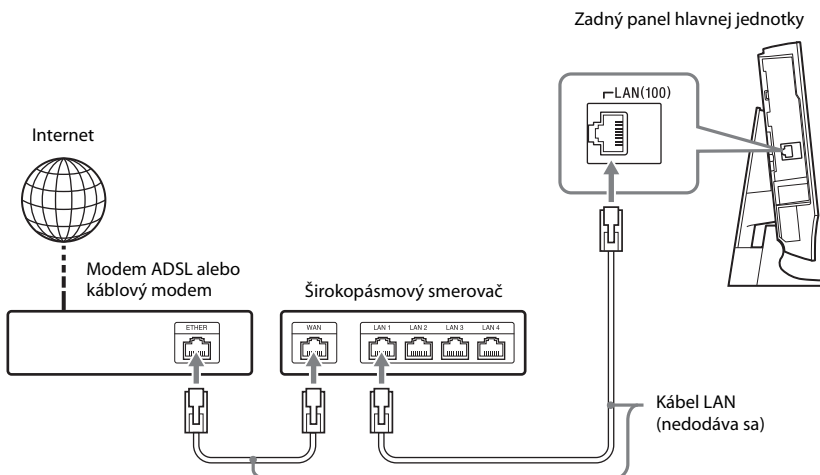 Zadný panel hlavnej jednotky
LAN(100)
Internet
Modem ADSL alebo
káblový modem
Širokopásmový smerovač
ETHER
WAN
LAN 1 LAN 2 LAN 3 LAN 4
Kábel LAN
(nedodáva sa)